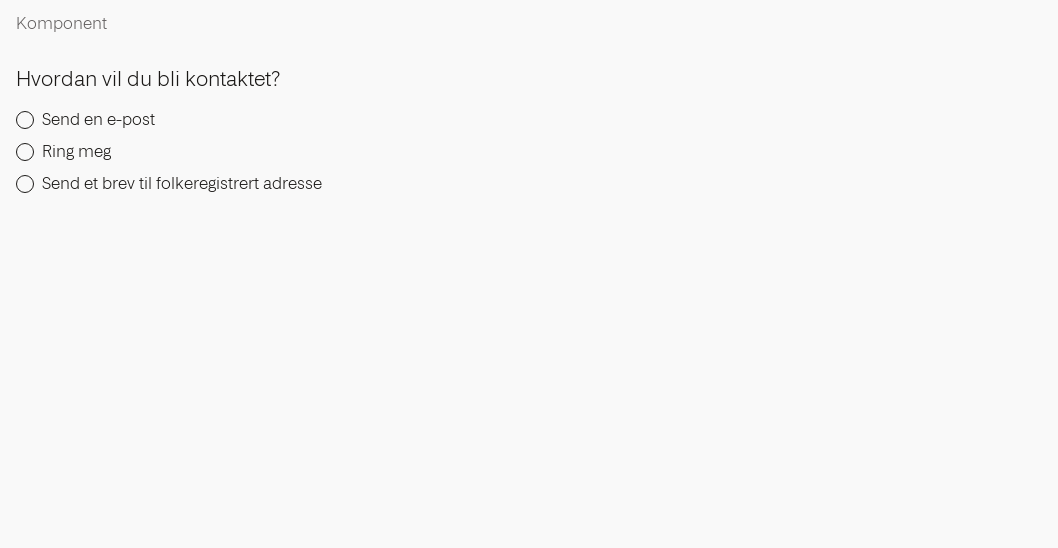 Komponent
Hvordan vil du bli kontaktet?
Send en e-post
Ring meg
Send et brev til folkeregistrert adresse